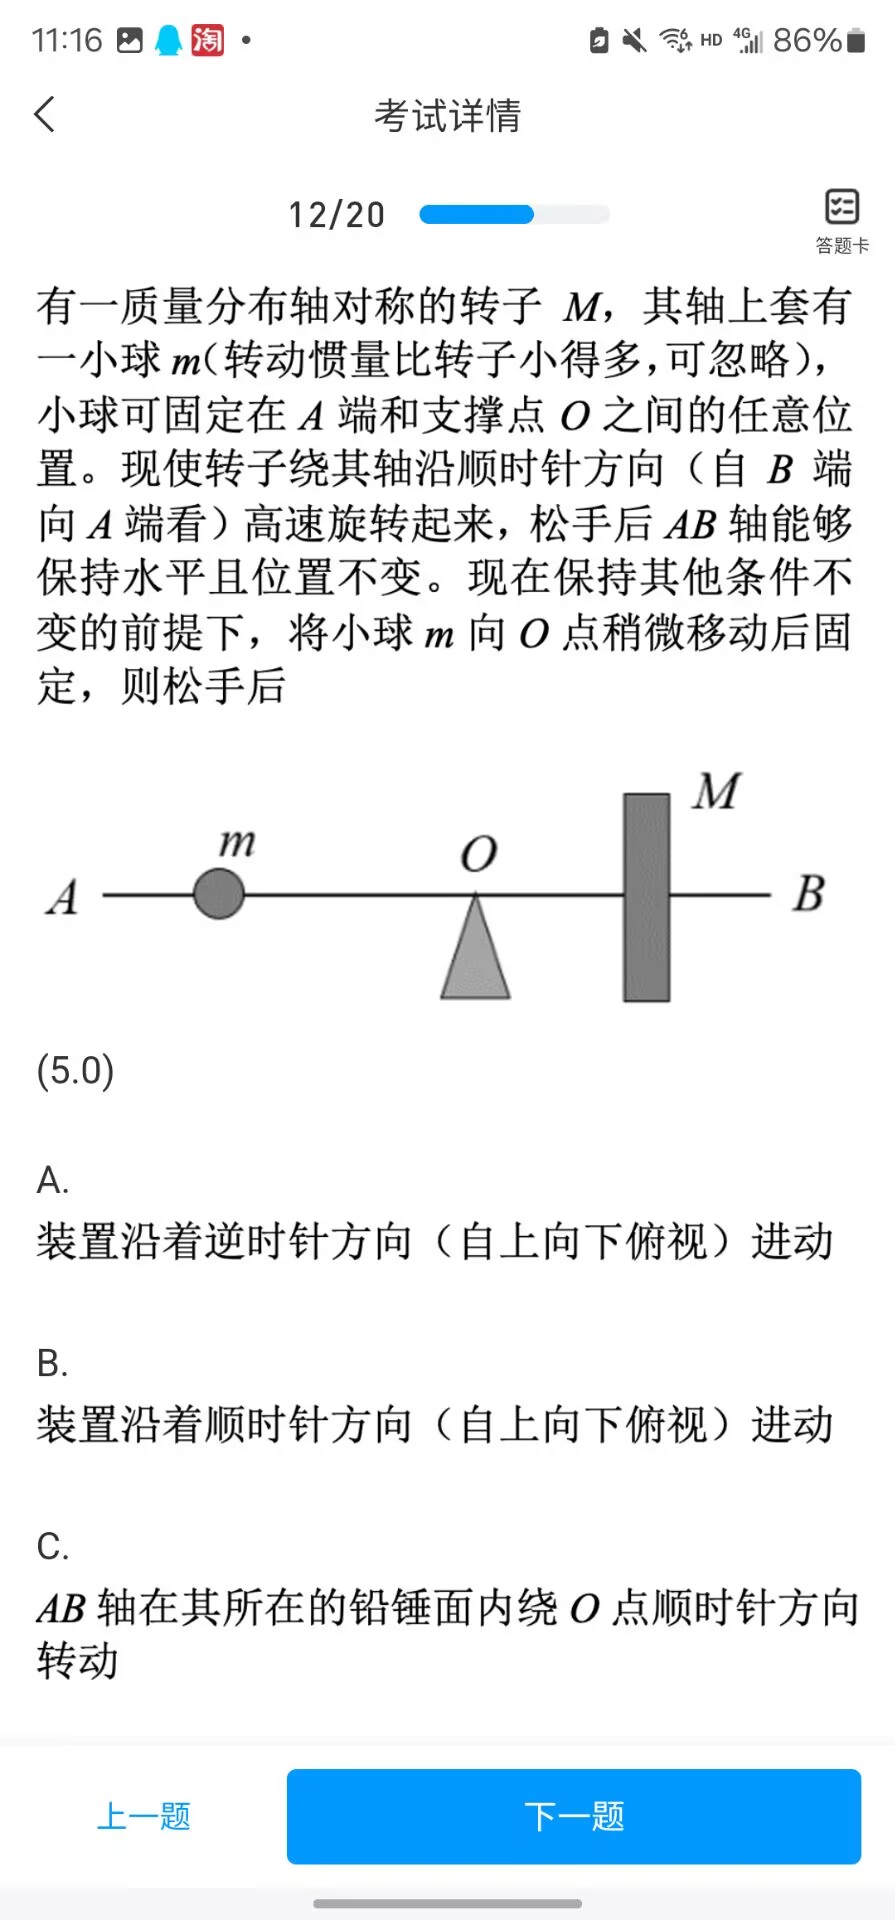 11:16 淘 HD 4G 86%
考试详情
12/20
答题卡
有一质量分布轴对称的转子 M，其轴上套有
一小球 m（转动惯量比转子小得多，可忽略），
小球可固定在 A 端和支撑点 O 之间的任意位
置。现使转子绕其轴沿顺时针方向（自 B 端
向 A 端看）高速旋转起来，松手后 AB 轴能够
保持水平且位置不变。现在保持其他条件不
变的前提下，将小球 m 向 O 点稍微移动后固
定，则松手后
M
m
O
A
B
(5.0)
A.
装置沿着逆时针方向（自上向下俯视）进动
B.
装置沿着顺时针方向（自上向下俯视）进动
C.
AB 轴在其所在的铅锤面内绕 O 点顺时针方向
转动
上一题 下一题